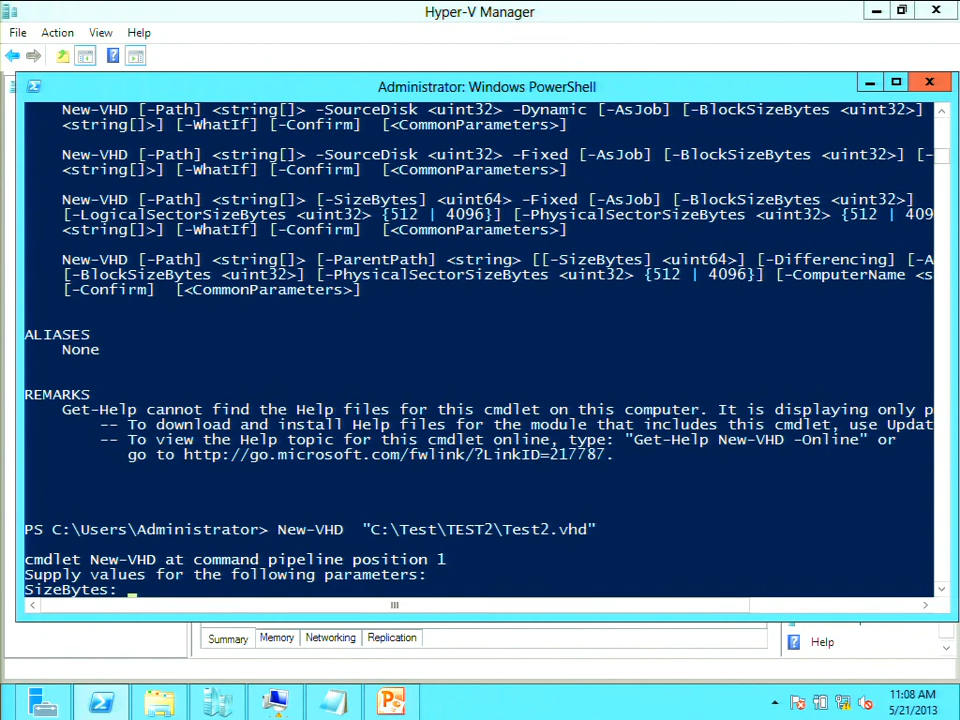 Hyper-V Manager
File Action View Help
Administrator: Windows PowerShell
New-VHD [-Path] <string[]> -SourceDisk <uint32> -Dynamic [-AsJob] [-BlockSizeBytes <uint32>]
<string[]>] [-WhatIf] [-Confirm]  [<CommonParameters>]
New-VHD [-Path] <string[]> -SourceDisk <uint32> -Fixed [-AsJob] [-BlockSizeBytes <uint32>] [-
<string[]>] [-WhatIf] [-Confirm]  [<CommonParameters>]
New-VHD [-Path] <string[]> [-SizeBytes] <uint64> -Fixed [-AsJob] [-BlockSizeBytes <uint32>]
[-LogicalSectorSizeBytes <uint32> {512 | 4096}] [-PhysicalSectorSizeBytes <uint32> {512 | 409
<string[]>] [-WhatIf] [-Confirm]  [<CommonParameters>]
New-VHD [-Path] <string[]> [-ParentPath] <string> [[-SizeBytes] <uint64>] [-Differencing] [-A
[-BlockSizeBytes <uint32>] [-PhysicalSectorSizeBytes <uint32> {512 | 4096}] [-ComputerName <s
[-Confirm]  [<CommonParameters>]
ALIASES
None
REMARKS
Get-Help cannot find the Help files for this cmdlet on this computer. It is displaying only p
-- To download and install Help files for the module that includes this cmdlet, use Updat
-- To view the Help topic for this cmdlet online, type: "Get-Help New-VHD -Online" or
go to http://go.microsoft.com/fwlink/?LinkID=217787.
PS C:\Users\Administrator> New-VHD  "C:\Test\TEST2\Test2.vhd"
cmdlet New-VHD at command pipeline position 1
Supply values for the following parameters:
SizeBytes:
Summary Memory Networking Replication
Help
11:08 AM
5/21/2013